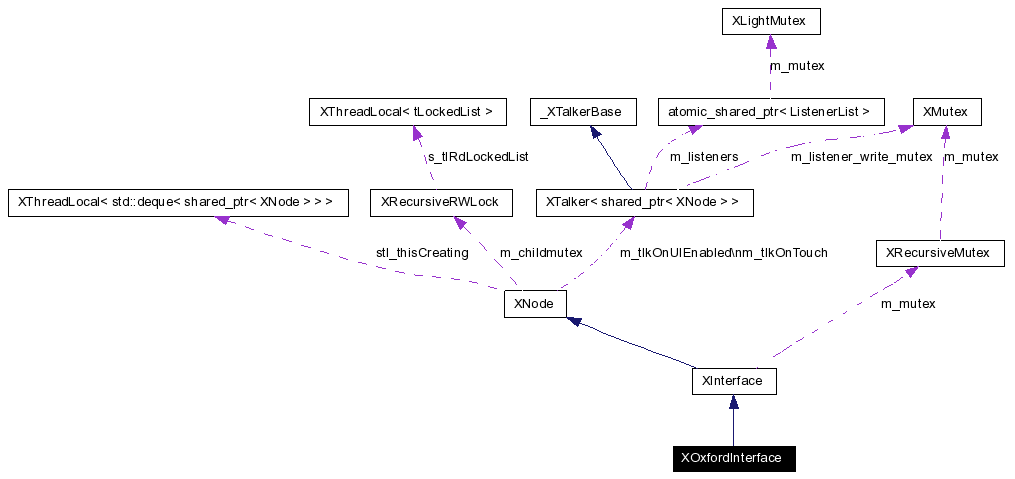 XLightMutex
m_mutex
XThreadLocal< tLockedList >
_XTalkerBase
atomic_shared_ptr< ListenerList >
XMutex
s_tlRdLockedList
m_listeners
m_listener_write_mutex
m_mutex
XThreadLocal< std::deque< shared_ptr< XNode > > >
XRecursiveRWLock
XTalker< shared_ptr< XNode > >
stl_thisCreating
m_childmutex
m_tlkOnUIEnabled\nm_tlkOnTouch
XRecursiveMutex
XNode
m_mutex
XInterface
XOxfordInterface